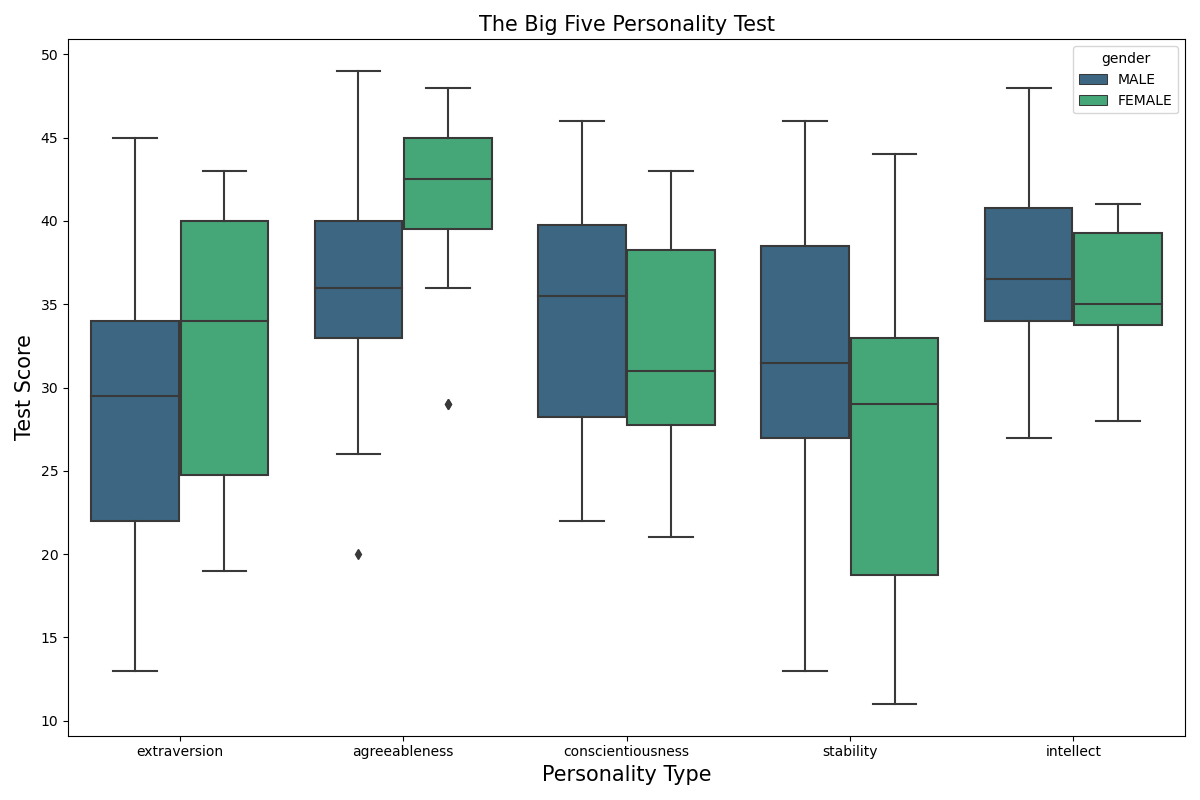 The Big Five Personality Test
gender
MALE
FEMALE
Test Score
50
45
40
35
30
25
20
15
10
extraversion
agreeableness
conscientiousness
stability
intellect
Personality Type